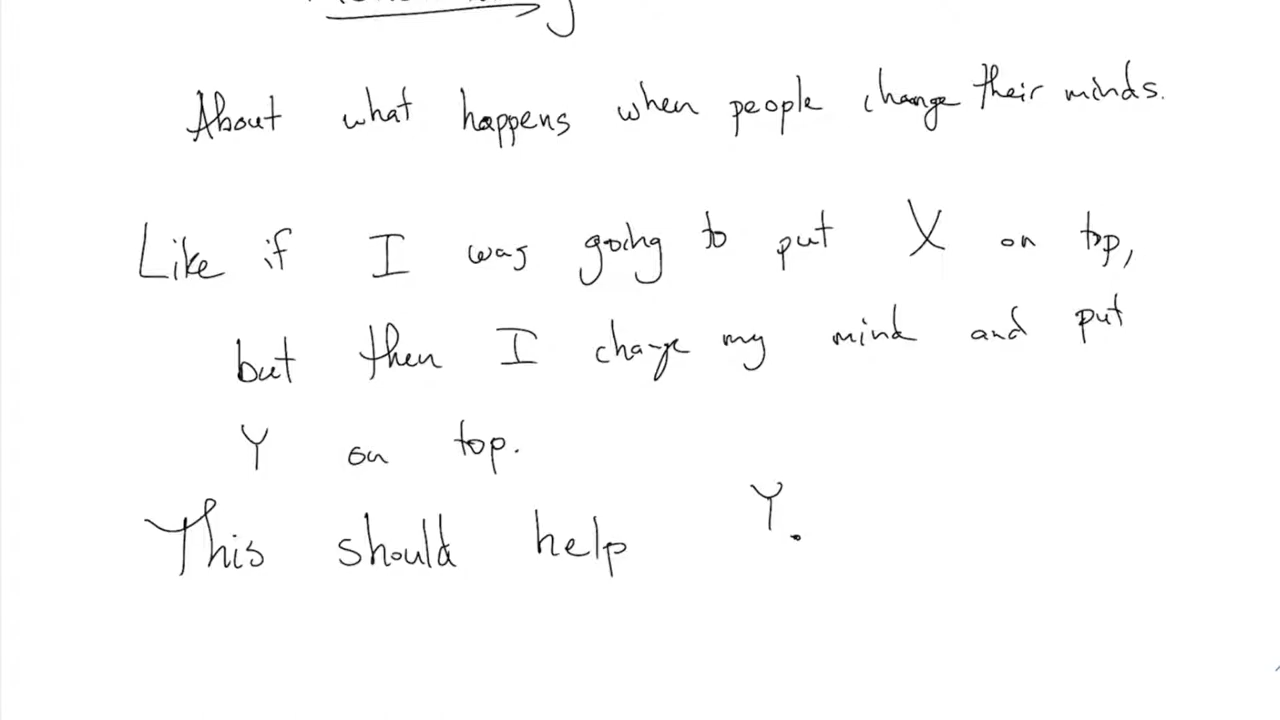 About what happens when people change their minds.
Like if I was going to put X on top,
but then I change my mind and put
Y on top.
This should help Y.